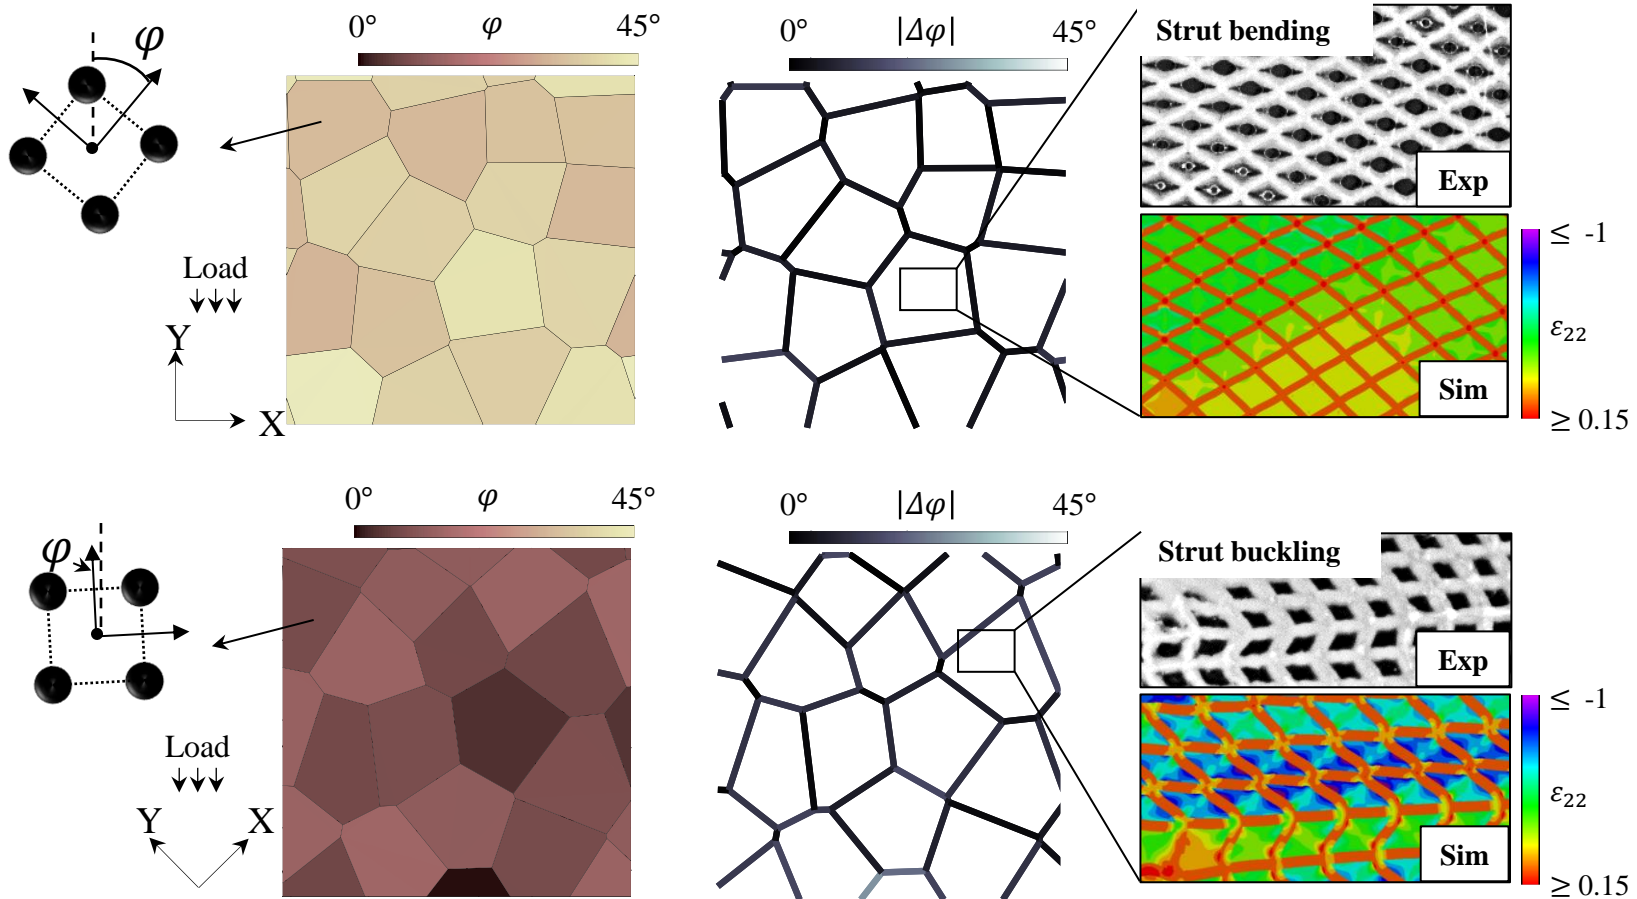 φ
0° φ 45°
0° |Δφ| 45°
Strut bending
Exp
Load
Y
X
Sim
≤ -1
ε22
≥ 0.15
φ
0° φ 45°
0° |Δφ| 45°
Strut buckling
Exp
Load
Y X
Sim
≤ -1
ε22
≥ 0.15